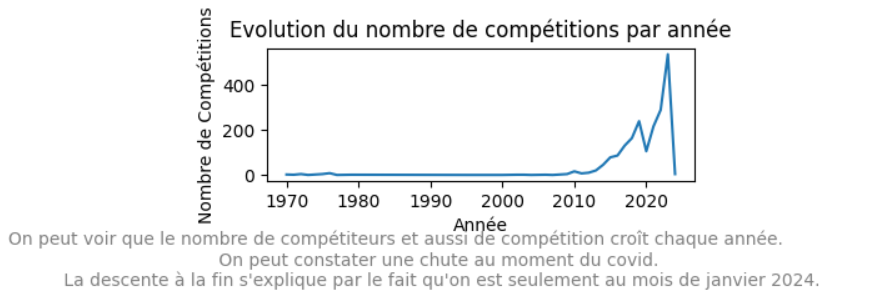 Evolution du nombre de compétitions par année
Nombre de Compétitions
400
200
0
1970 1980 1990 2000 2010 2020
Année
On peut voir que le nombre de compétiteurs et aussi de compétition croît chaque année.
On peut constater une chute au moment du covid.
La descente à la fin s'explique par le fait qu'on est seulement au mois de janvier 2024.